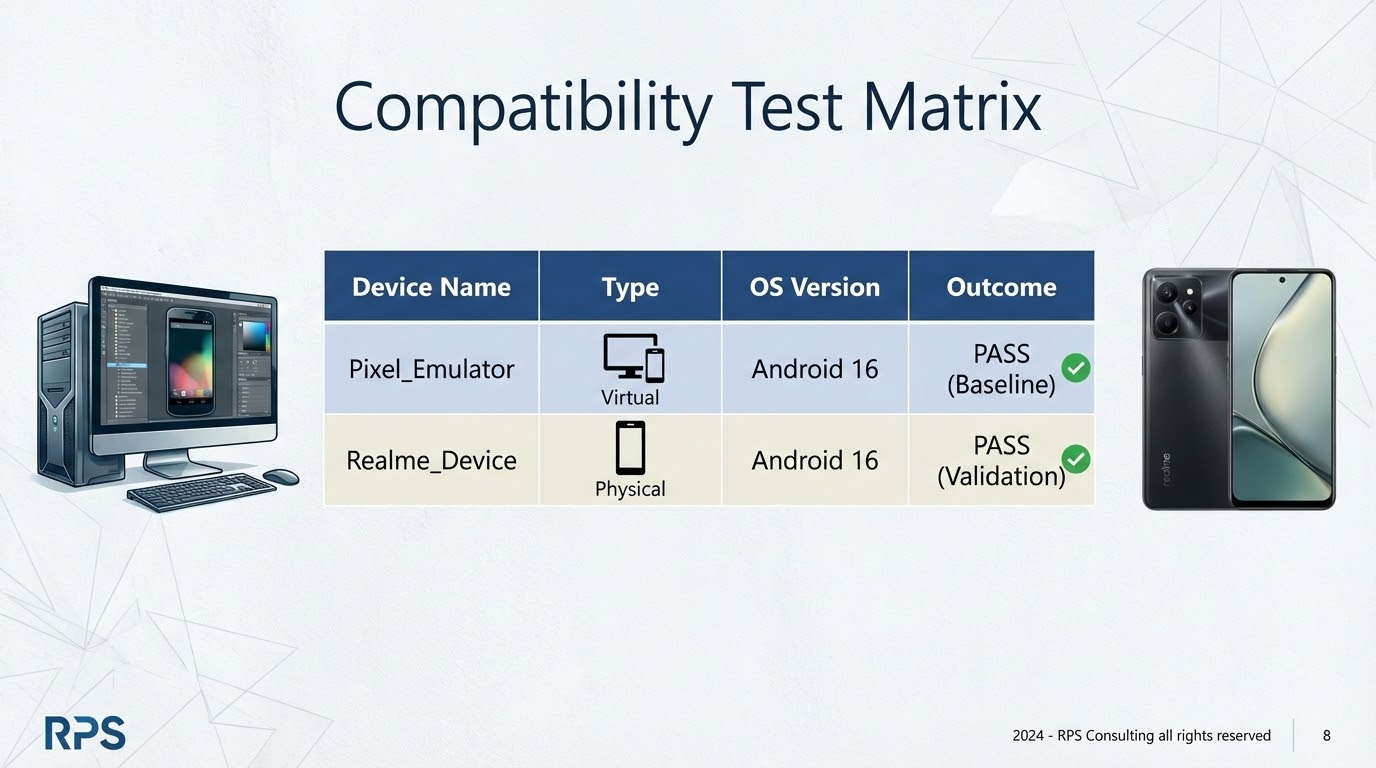 Compatibility Test Matrix
Device Name Type OS Version Outcome
Pixel_Emulator Virtual Android 16 PASS (Baseline)
Realme_Device Physical Android 16 PASS (Validation)
realme
RPS
2024 - RPS Consulting all rights reserved 8